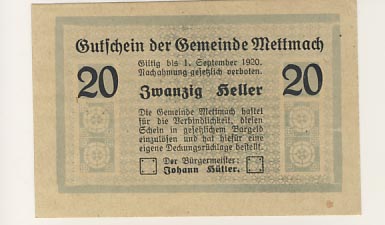 Gutschein der Gemeinde Mettmach
Giltig bis 1. September 1920.
Nachahmung gesetzlich verboten.
20 Zwanzig Heller 20
Die Gemeinde Mettmach haftet
für die Verbindlichkeit, diesen
Schein in gesetzlichem Bargeld
einzulösen und hat hiefür eine
eigene Deckungsrücklage bestellt.
Der Bürgermeister:
Johann Hüller.